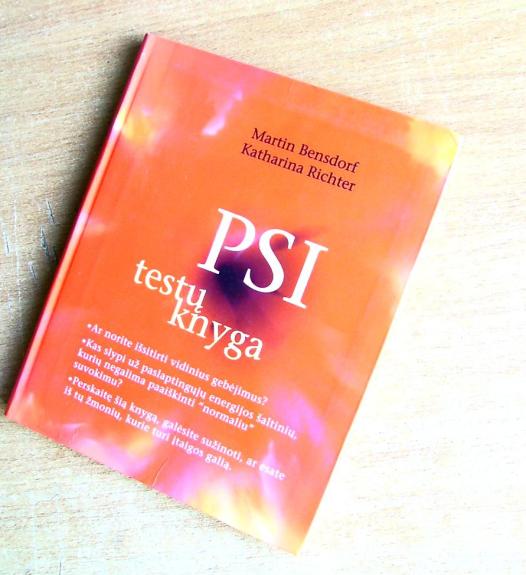 Martin Bensdorf
Katharina Richter
PSI
testų
knyga
•Ar norite išsitirti vidinius gebėjimus?
•Kas slypi už paslaptingųjų energijos šaltinių,
kurių negalima paaiškinti "normaliu"
suvokimu?
•Perskaitę šią knygą, galėsite sužinoti, ar esate
iš tų žmonių, kurie turi įtaigos galią.